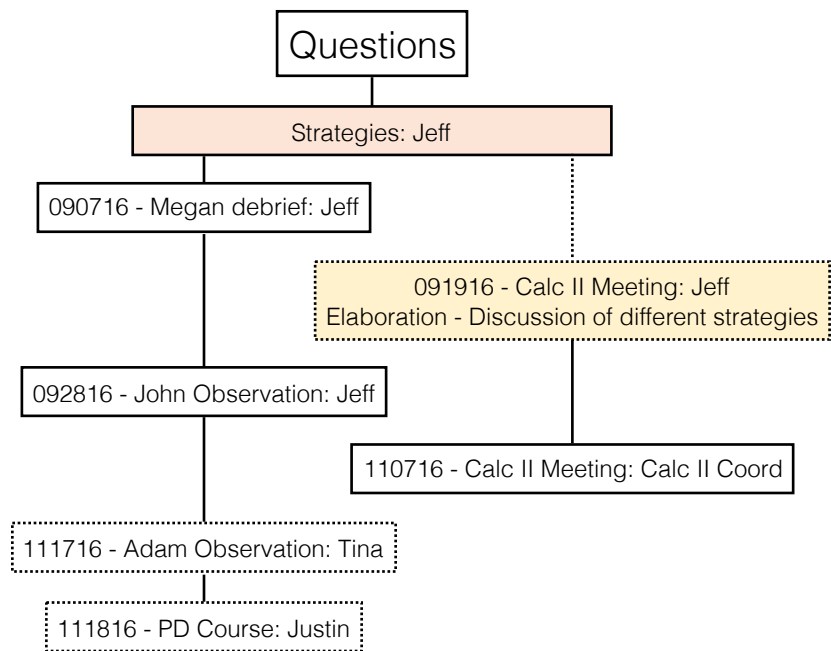 Questions
Strategies: Jeff
090716 - Megan debrief: Jeff
091916 - Calc II Meeting: Jeff
Elaboration - Discussion of different strategies
092816 - John Observation: Jeff
110716 - Calc II Meeting: Calc II Coord
111716 - Adam Observation: Tina
111816 - PD Course: Justin